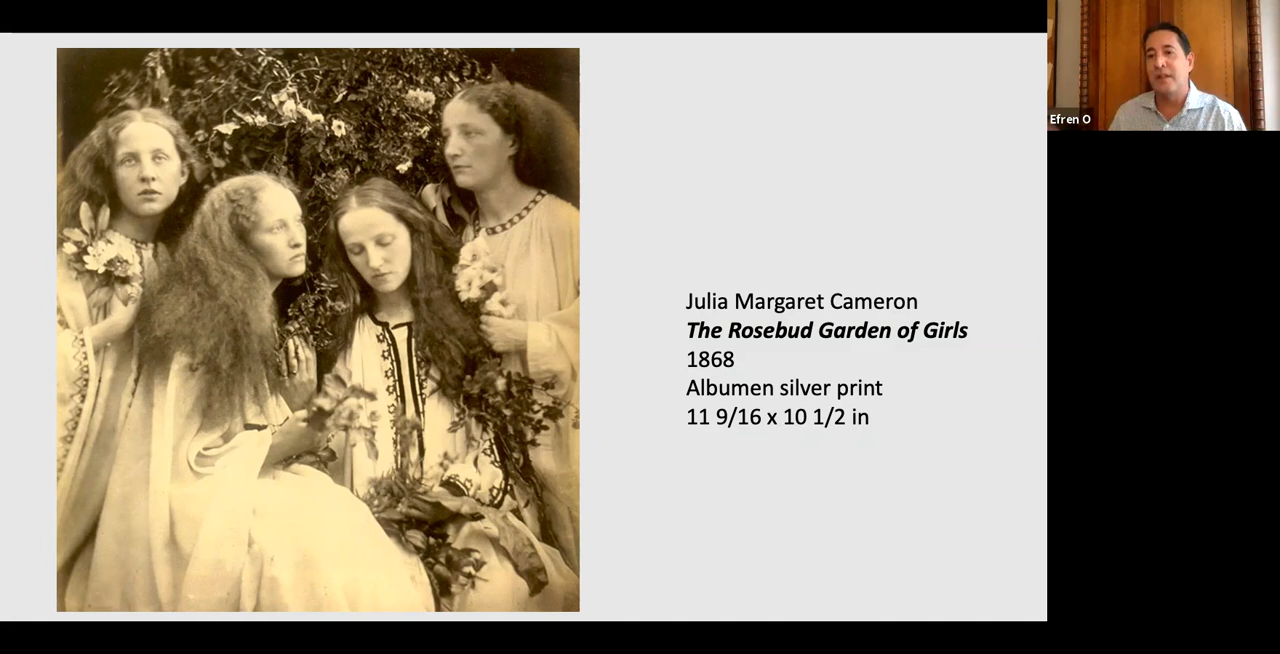 Efren O
Julia Margaret Cameron
The Rosebud Garden of Girls
1868
Albumen silver print
11 9/16 x 10 1/2 in